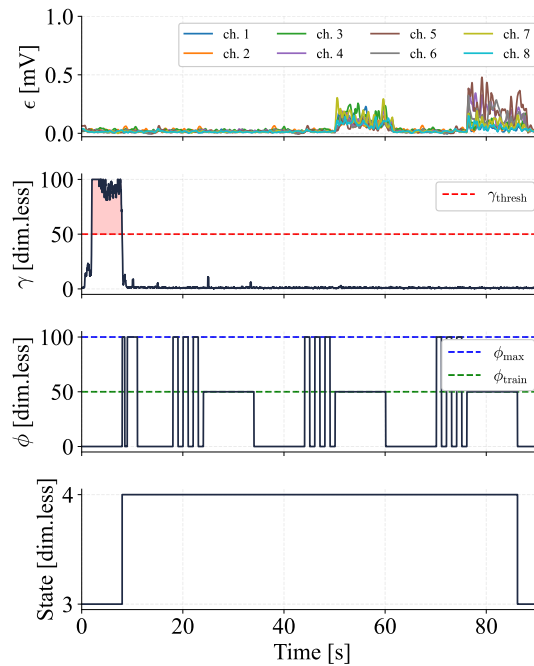 1.0
0.5
0.0
ϵ [mV]
ch. 1
ch. 2
ch. 3
ch. 4
ch. 5
ch. 6
ch. 7
ch. 8
100
50
0
γ [dim.less]
γthresh
100
50
0
ϕ [dim.less]
ϕmax
ϕtrain
4
3
State [dim.less]
0 20 40 60 80
Time [s]